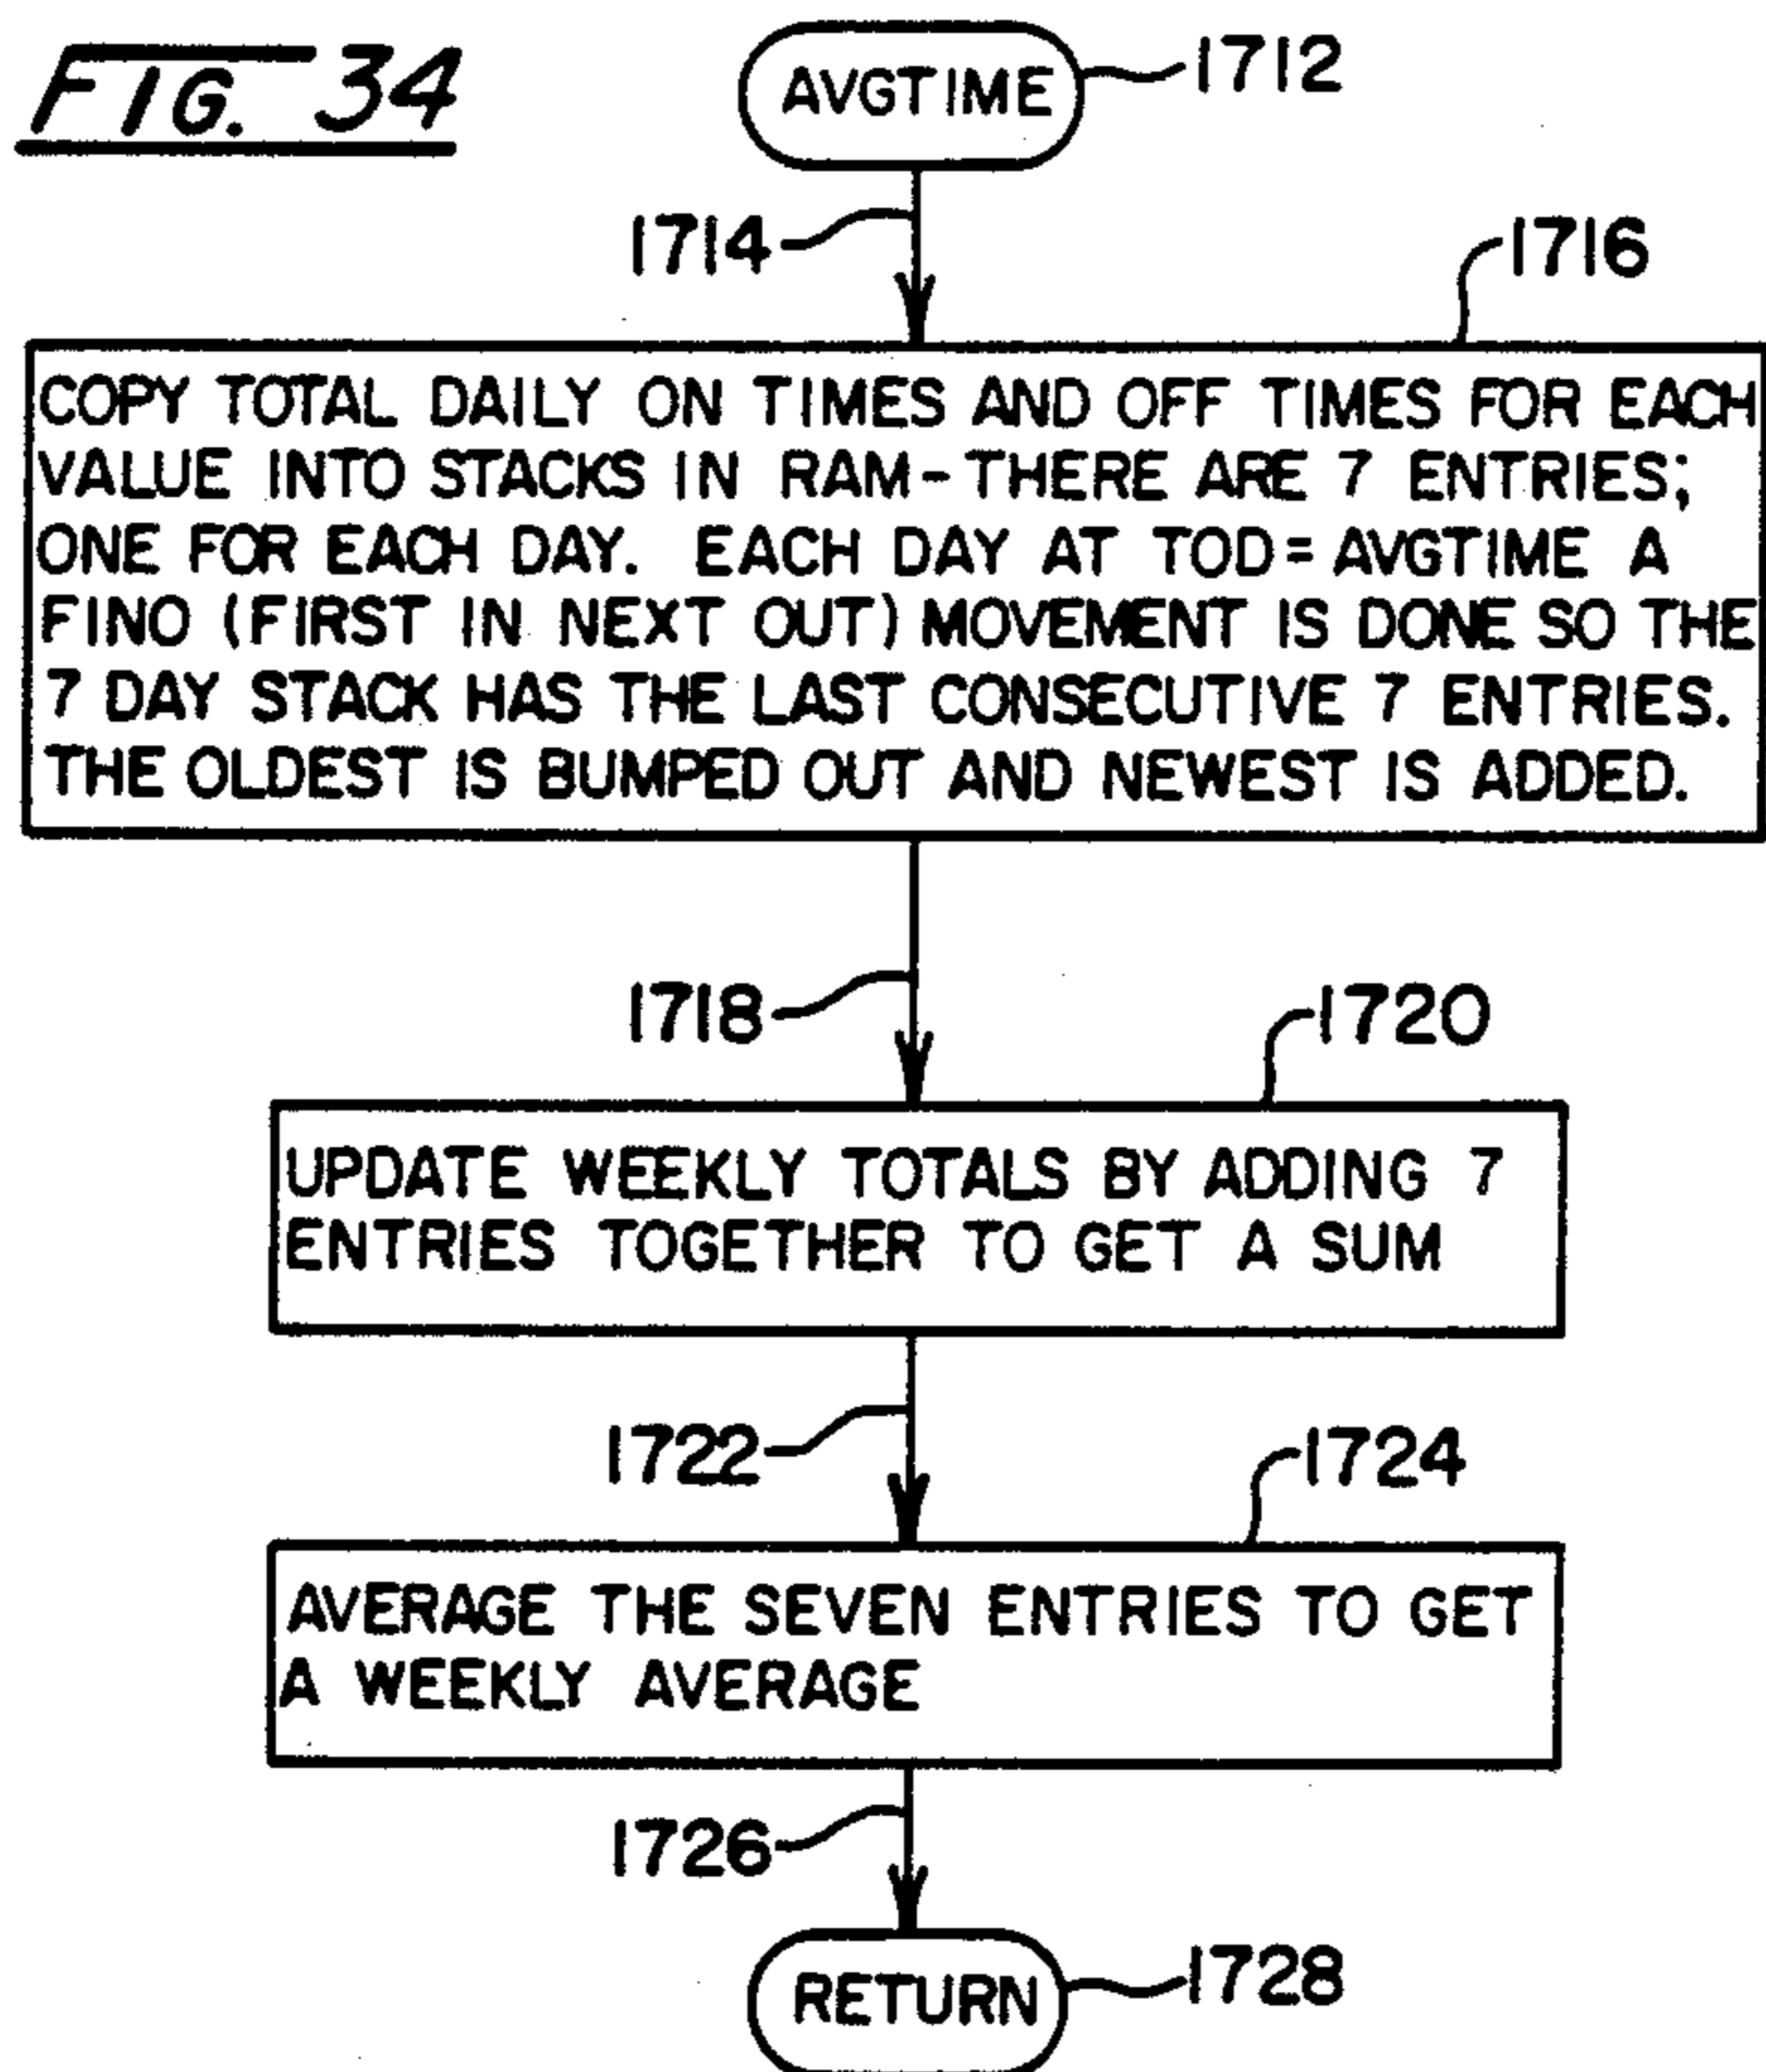 FIG. 34
AVGTIME
1712
1714
1716
COPY TOTAL DAILY ON TIMES AND OFF TIMES FOR EACH
VALUE INTO STACKS IN RAM-THERE ARE 7 ENTRIES;
ONE FOR EACH DAY. EACH DAY AT TOD=AVGTIME A
FINO (FIRST IN NEXT OUT) MOVEMENT IS DONE SO THE
7 DAY STACK HAS THE LAST CONSECUTIVE 7 ENTRIES.
THE OLDEST IS BUMPED OUT AND NEWEST IS ADDED.
1718
1720
UPDATE WEEKLY TOTALS BY ADDING 7
ENTRIES TOGETHER TO GET A SUM
1722
1724
AVERAGE THE SEVEN ENTRIES TO GET
A WEEKLY AVERAGE
1726
RETURN
1728